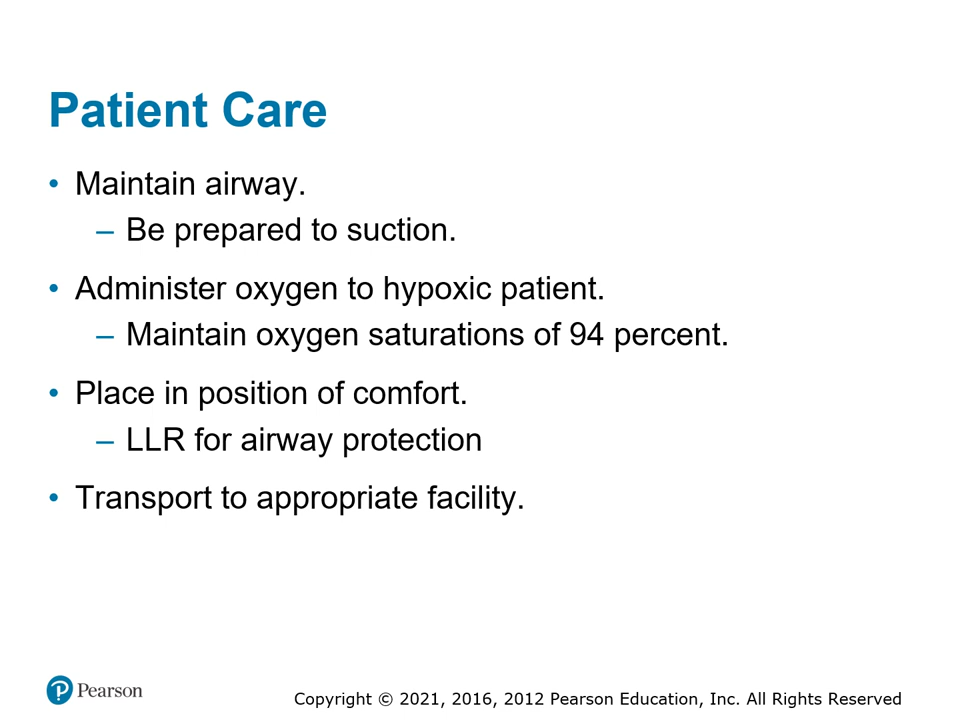 Patient Care
• Maintain airway.
– Be prepared to suction.
• Administer oxygen to hypoxic patient.
– Maintain oxygen saturations of 94 percent.
• Place in position of comfort.
– LLR for airway protection
• Transport to appropriate facility.
Pearson
Copyright © 2021, 2016, 2012 Pearson Education, Inc. All Rights Reserved